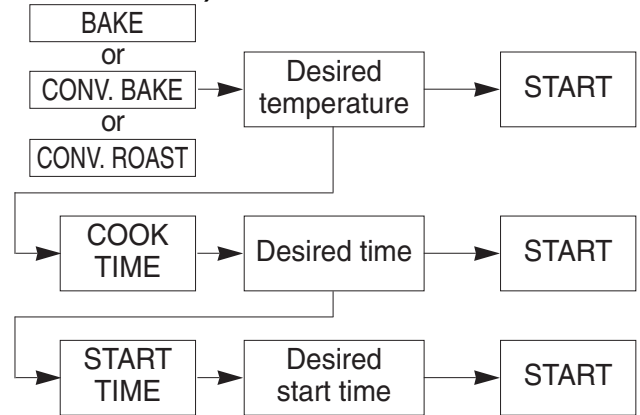 BAKE
or
CONV. BAKE
or
CONV. ROAST
Desired
temperature
START
COOK
TIME
Desired time
START
START
TIME
Desired
start time
START